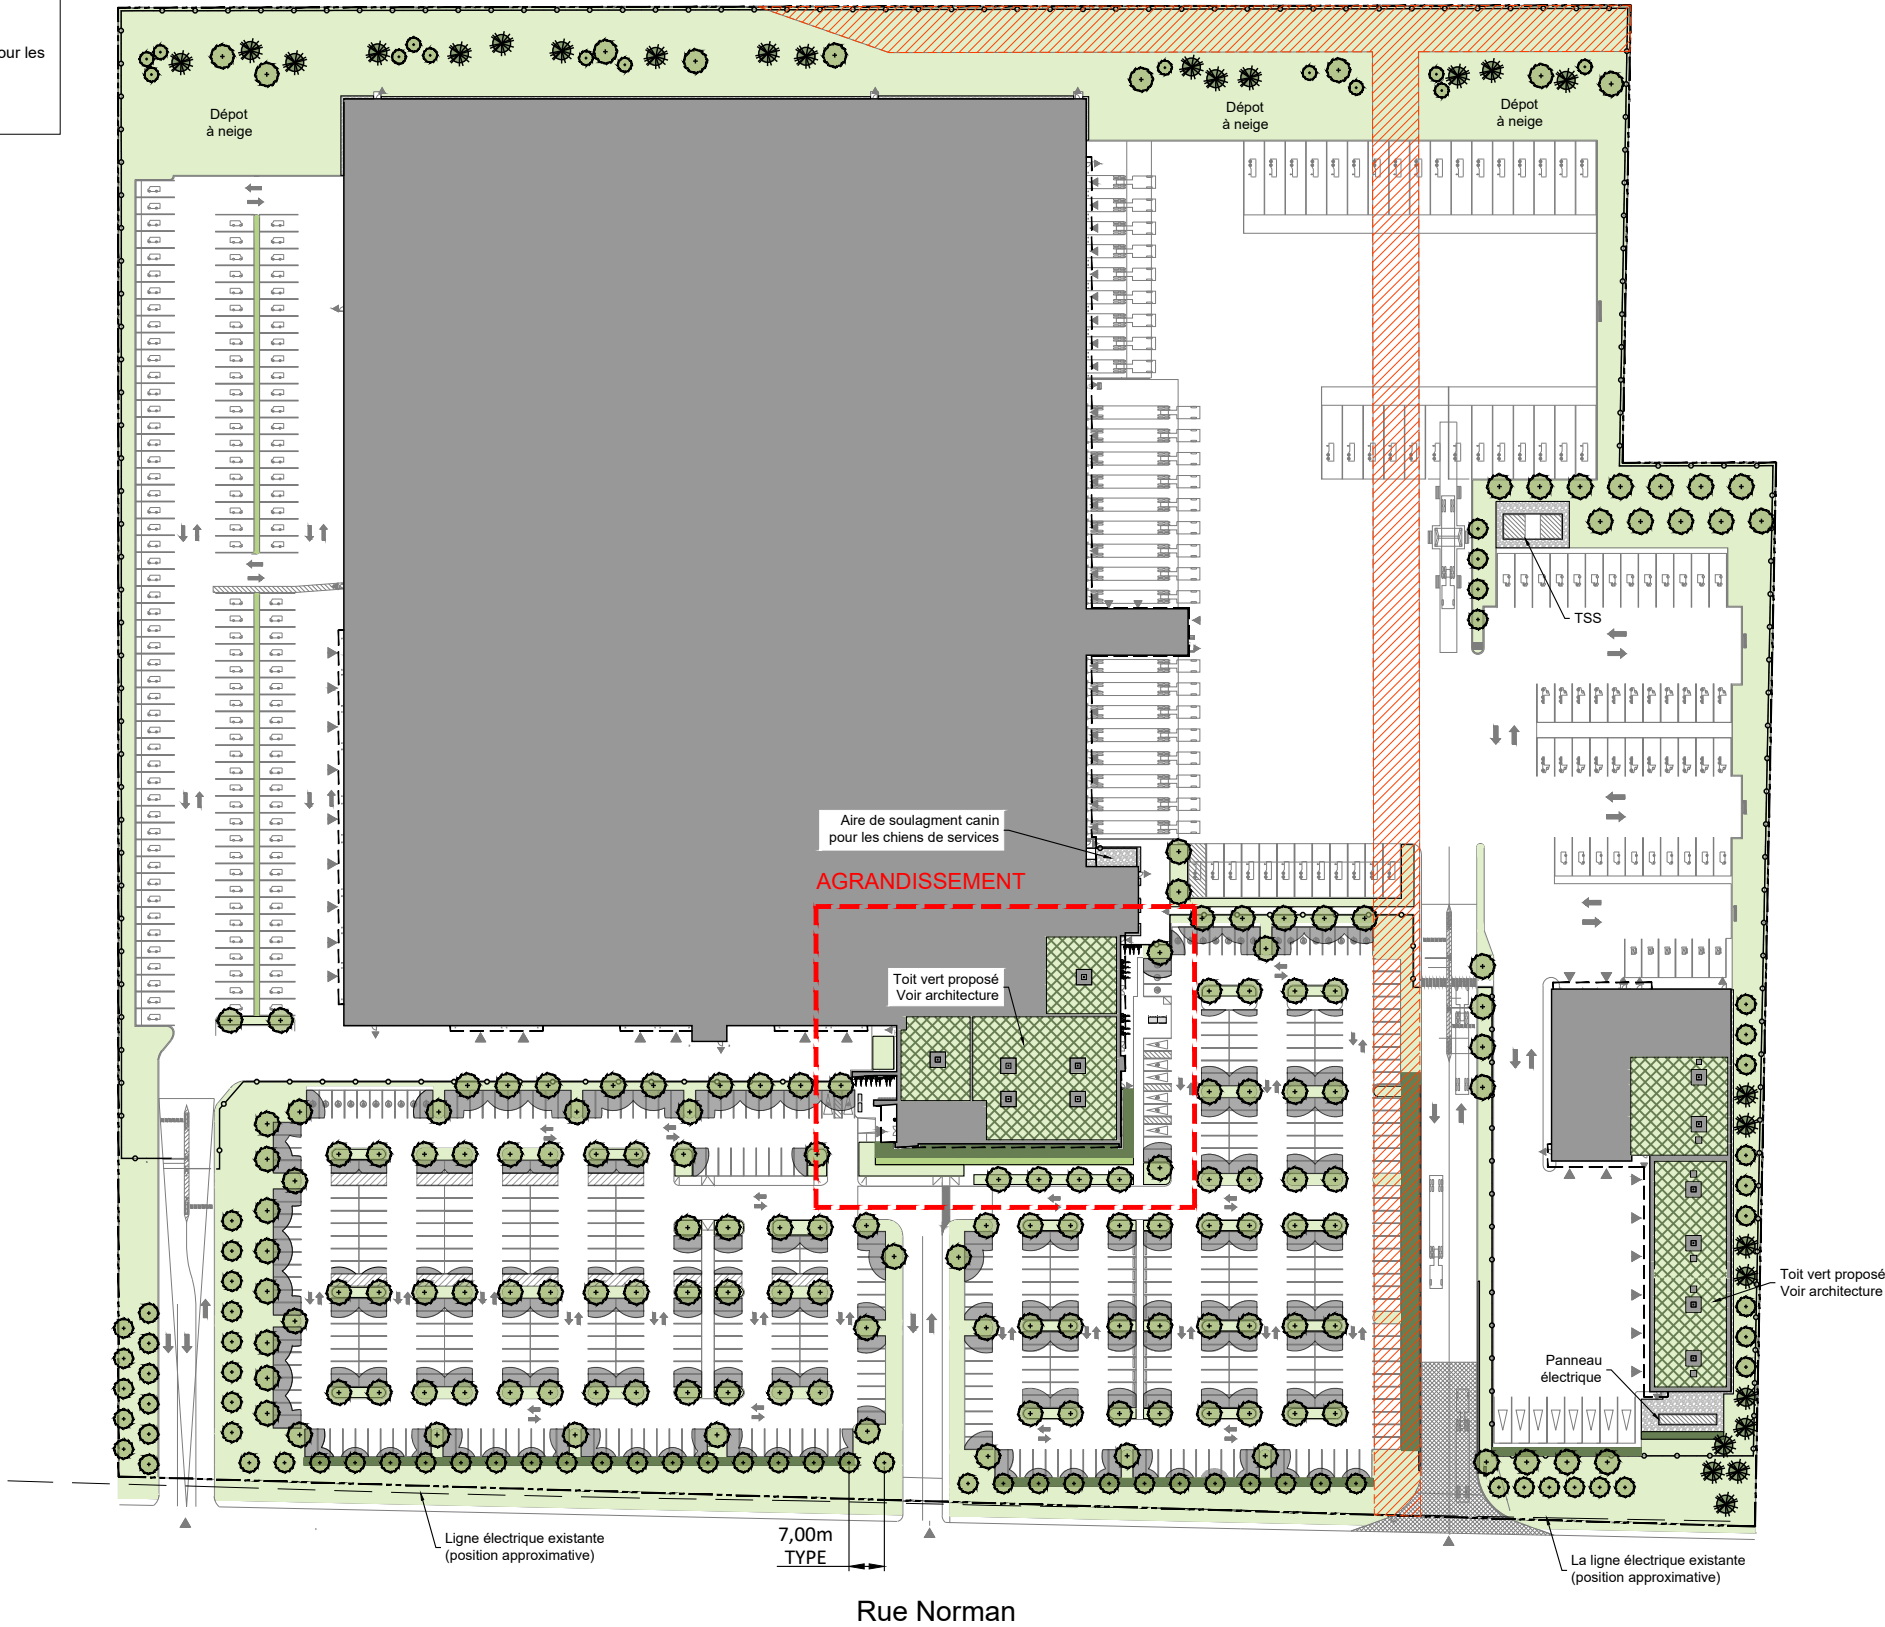 our les
Dépot
à neige
Dépot
à neige
Dépot
à neige
TSS
Aire de soulagment canin
pour les chiens de services
AGRANDISSEMENT
Toit vert proposé
Voir architecture
Toit vert proposé
Voir architecture
Panneau
électrique
Ligne électrique existante
(position approximative)
7,00m
TYPE
La ligne électrique existante
(position approximative)
Rue Norman